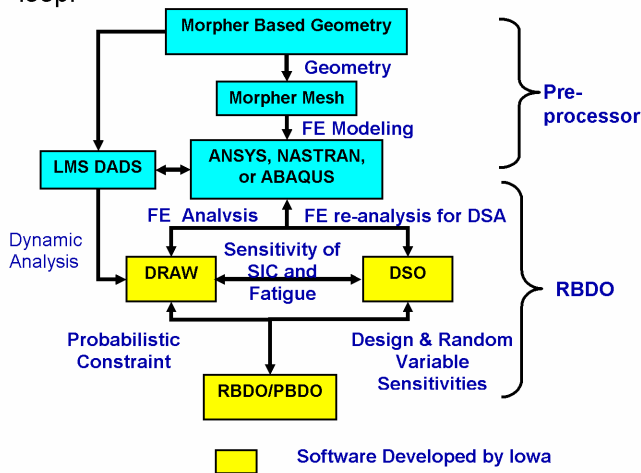 loop.
Morpher Based Geometry
Geometry
Morpher Mesh
FE Modeling
Pre-
processor
LMS DADS
ANSYS, NASTRAN,
or ABAQUS
FE Analysis
FE re-analysis for DSA
Dynamic
Analysis
DRAW
Sensitivity of
SIC and
Fatigue
DSO
RBDO
Probabilistic
Constraint
Design & Random
Variable
Sensitivities
RBDO/PBDO
Software Developed by Iowa